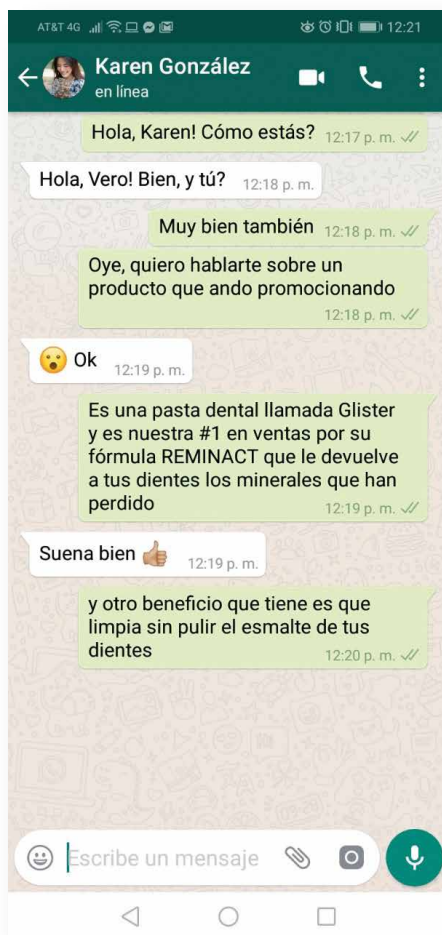 AT&T 4G 12:21
Karen González
en línea
Hola, Karen! Cómo estás? 12:17 p. m.
Hola, Vero! Bien, y tú? 12:18 p. m.
Muy bien también 12:18 p. m.
Oye, quiero hablarte sobre un
producto que ando promocionando
12:18 p. m.
😮 Ok 12:19 p. m.
Es una pasta dental llamada Glister
y es nuestra #1 en ventas por su
fórmula REMINACT que le devuelve
a tus dientes los minerales que han
perdido 12:19 p. m.
Suena bien 👍🏼 12:19 p. m.
y otro beneficio que tiene es que
limpia sin pulir el esmalte de tus
dientes 12:20 p. m.
Escribe un mensaje